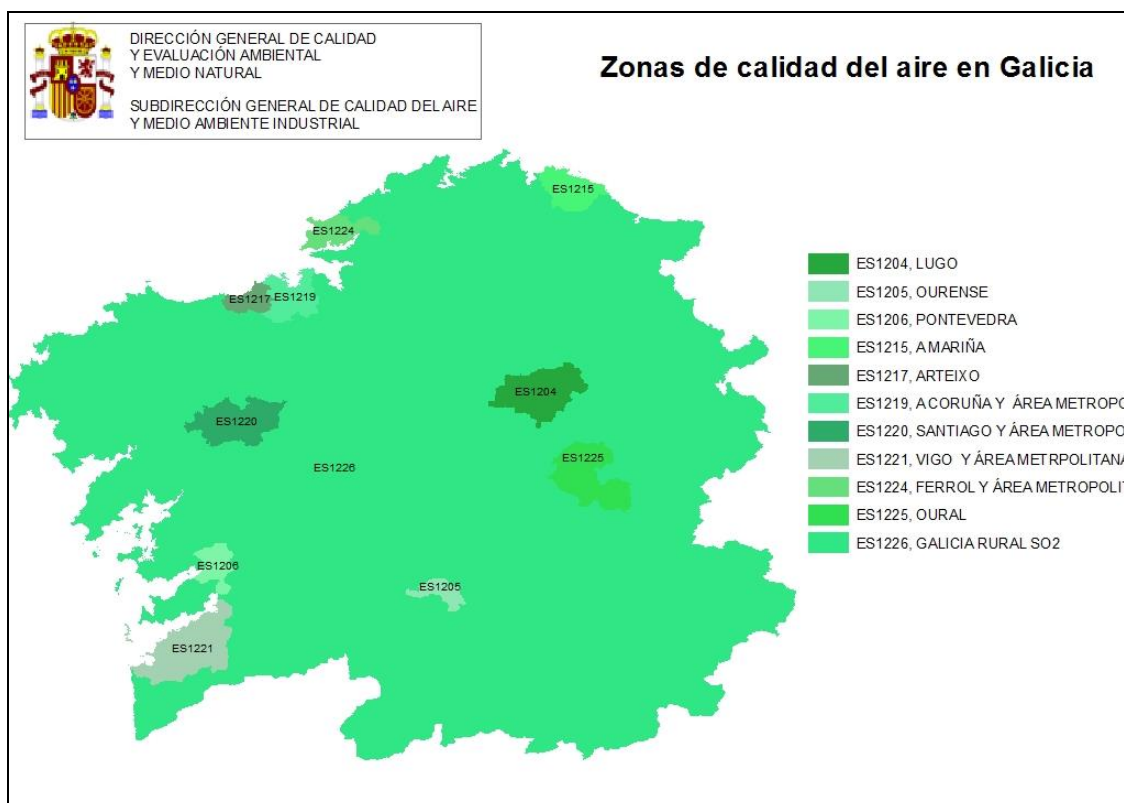 DIRECCIÓN GENERAL DE CALIDAD
Y EVALUACIÓN AMBIENTAL
Y MEDIO NATURAL
SUBDIRECCIÓN GENERAL DE CALIDAD DEL AIRE
Y MEDIO AMBIENTE INDUSTRIAL
Zonas de calidad del aire en Galicia
ES1215
ES1224
ES1217
ES1219
ES1204
ES1220
ES1225
ES1226
ES1206
ES1205
ES1221
ES1204, LUGO
ES1205, OURENSE
ES1206, PONTEVEDRA
ES1215, A MARIÑA
ES1217, ARTEIXO
ES1219, A CORUÑA Y ÁREA METROPO
ES1220, SANTIAGO Y ÁREA METROPO
ES1221, VIGO Y ÁREA METRPOLITANA
ES1224, FERROL Y ÁREA METROPOLIT
ES1225, OURAL
ES1226, GALICIA RURAL SO2